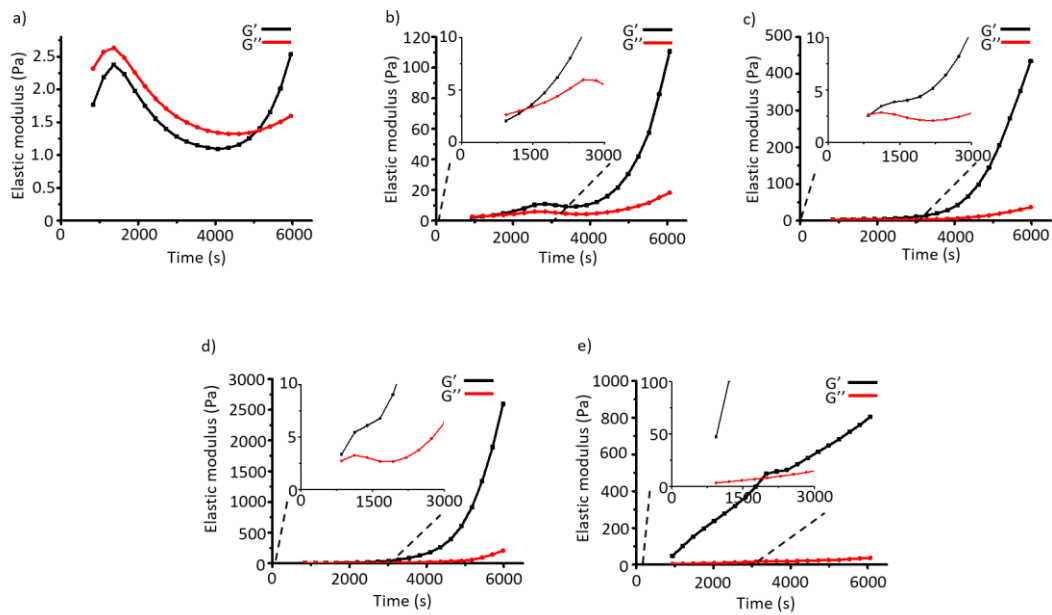 a)
G'
G''
Elastic modulus (Pa)
2.5
2.0
1.5
1.0
0.5
0
0 2000 4000 6000
Time (s)
b)
G'
G''
Elastic modulus (Pa)
120
100
80
60
40
20
0
0 2000 4000 6000
Time (s)
10
5
0
0 1500 3000
c)
G'
G''
Elastic modulus (Pa)
500
400
300
200
100
0
0 2000 4000 6000
Time (s)
10
5
0
0 1500 3000
d)
G'
G''
Elastic modulus (Pa)
3000
2500
2000
1500
1000
500
0
0 2000 4000 6000
Time (s)
10
5
0
0 1500 3000
e)
G'
G''
Elastic modulus (Pa)
1000
800
600
400
200
0
0 2000 4000 6000
Time (s)
100
50
0
0 1500 3000